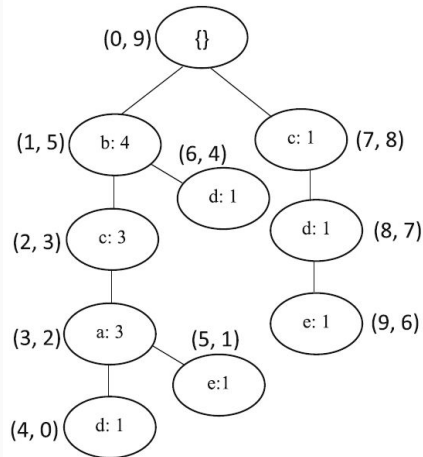 (0, 9) {}
(1, 5) b: 4
c: 1 (7, 8)
(6, 4)
d: 1
(2, 3) c: 3
d: 1 (8, 7)
(3, 2) a: 3
(5, 1)
e:1
e: 1 (9, 6)
(4, 0) d: 1